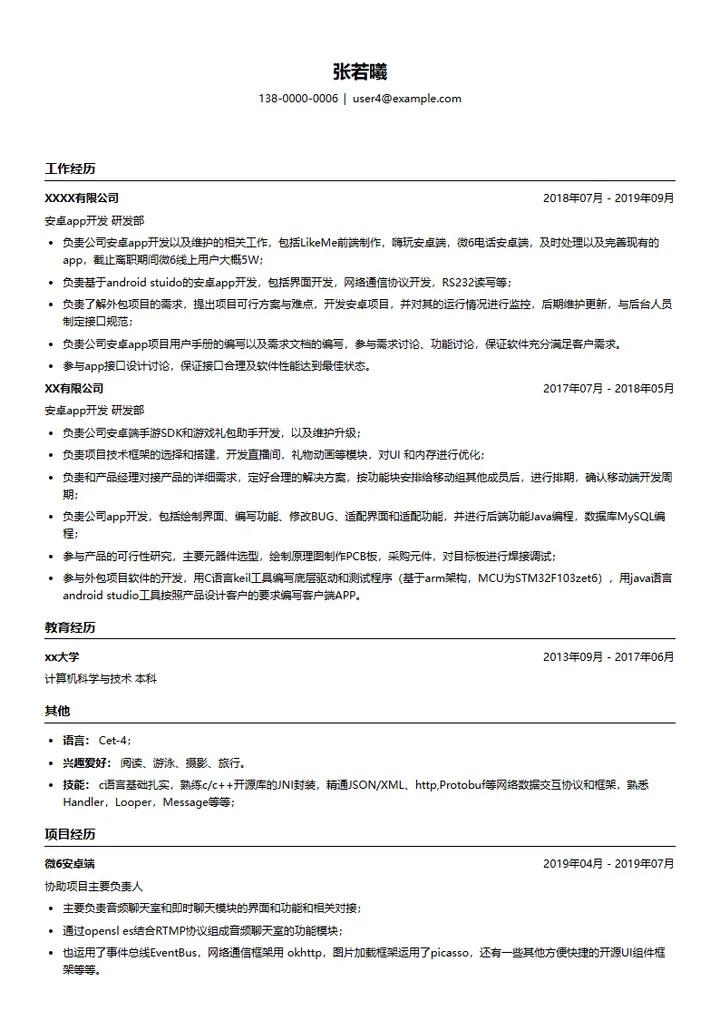 张若曦
138-0000-0006 | user4@example.com
工作经历
XXXX有限公司 2018年07月 - 2019年09月
安卓app开发 研发部
• 负责公司安卓app开发以及维护的相关工作，包括LikeMe前端制作，嗨玩安卓端，微6电话安卓端，及时处理以及完善现有的
app，截止离职期间微6线上用户大概5W；
• 负责基于android stuido的安卓app开发，包括界面开发，网络通信协议开发，RS232读写等；
• 负责了解外包项目的需求，提出项目可行方案与难点，开发安卓项目，并对其的运行情况进行监控，后期维护更新，与后台人员
制定接口规范；
• 负责公司安卓app项目用户手册的编写以及需求文档的编写，参与需求讨论、功能讨论，保证软件充分满足客户需求。
• 参与app接口设计讨论，保证接口合理及软件性能达到最佳状态。
XX有限公司 2017年07月 - 2018年05月
安卓app开发 研发部
• 负责公司安卓端手游SDK和游戏礼包助手开发，以及维护升级；
• 负责项目技术框架的选择和搭建，开发直播间，礼物动画等模块，对UI 和内存进行优化；
• 负责和产品经理对接产品的详细需求，定好合理的解决方案，按功能块安排给移动组其他成员后，进行排期，确认移动端开发周
期；
• 负责公司app开发，包括绘制界面、编写功能、修改BUG、适配界面和适配功能，并进行后端功能Java编程，数据库MySQL编
程；
• 参与产品的可行性研究，主要元器件选型，绘制原理图制作PCB板，采购元件，对目标板进行焊接调试；
• 参与外包项目软件的开发，用C语言keil工具编写底层驱动和测试程序（基于arm架构，MCU为STM32F103zet6），用java语言
android studio工具按照产品设计客户的要求编写客户端APP。
教育经历
xx大学 2013年09月 - 2017年06月
计算机科学与技术 本科
其他
• 语言： Cet-4；
• 兴趣爱好： 阅读、游泳、摄影、旅行。
• 技能： c语言基础扎实，熟练c/c++开源库的JNI封装，精通JSON/XML、http,Protobuf等网络数据交互协议和框架，熟悉
Handler，Looper，Message等等；
项目经历
微6安卓端 2019年04月 - 2019年07月
协助项目主要负责人
• 主要负责音频聊天室和即时聊天模块的界面和功能和相关对接；
• 通过opensl es结合RTMP协议组成音频聊天室的功能模块；
• 也运用了事件总线EventBus，网络通信框架用 okhttp，图片加载框架运用了picasso，还有一些其他方便快捷的开源UI组件框
架等等。